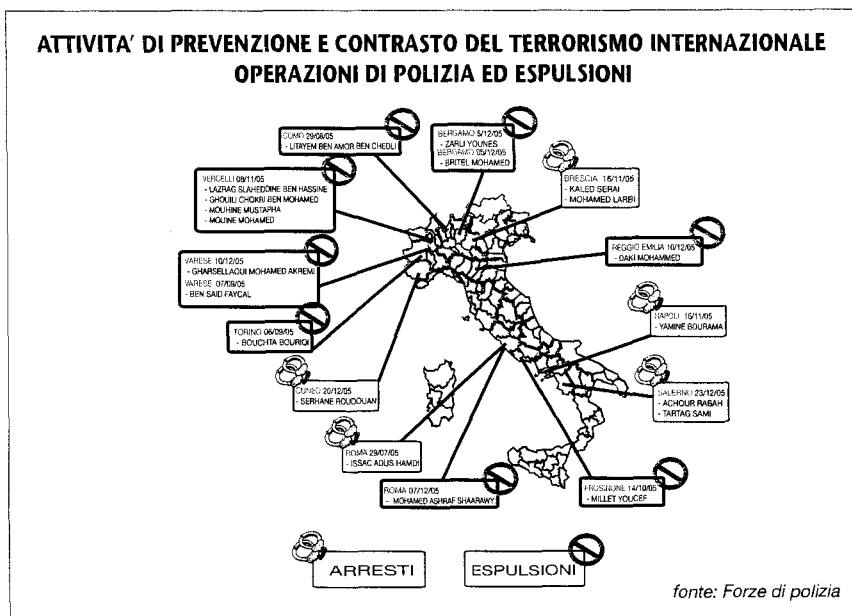 ATTIVITA' DI PREVENZIONE E CONTRASTO DEL TERRORISMO INTERNAZIONALE
OPERAZIONI DI POLIZIA ED ESPULSIONI
COMO 29/08/05
- LITAYEM BEN AMOR BEN CHEDLI
BERGAMO 5/12/05
- ZARLI YOUNES
BERGAMO 05/12/05
- BRITEL MOHAMED
BRESCIA 16/11/05
- KALED SERAI
- MOHAMED LARBI
VERCELLI 08/11/05
- LAZRAG SLAHEDDINE BEN HASSINE
- GHOUILI CHOKRI BEN MOHAMED
- MOUHINE MUSTAPHA
- MOUINE MOHAMED
REGGIO EMILIA 10/12/05
- DAKI MOHAMMED
VARESE 10/12/05
- GHARSELLAOUI MOHAMED AKREMI
VARESE 07/09/05
- BEN SAID FAYCAL
NAPOLI 16/11/05
- YAMINE BOURAMA
TORINO 06/09/05
- BOUCHTA BOURIQI
CUNEO 20/12/05
- SERHANE ROUDOUAN
SALERNO 23/12/05
- ACHOUR RABAH
- TARTAG SAMI
ROMA 29/07/05
- ISSAC ADUS HAMDI
ROMA 07/12/05
- MOHAMED ASHRAF SHAARAWY
FROSINONE 14/10/05
- MILLET YOUCEF
ARRESTI
ESPULSIONI
fonte: Forze di polizia